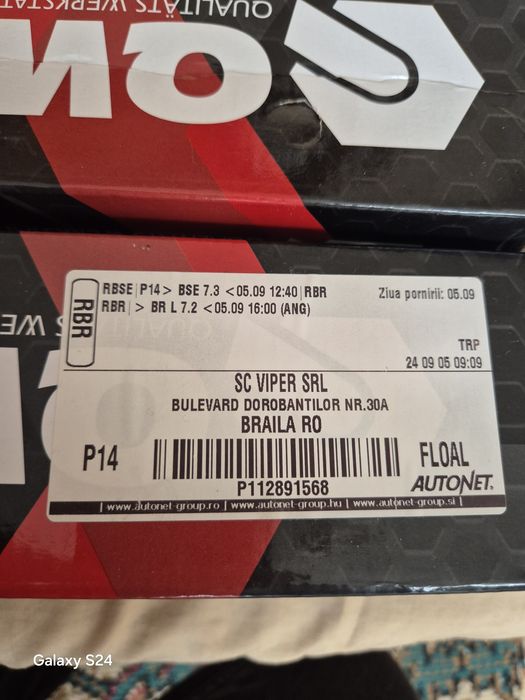 QUALITÄTS WERKSTAT
QW
RBSE P14 > BSE 7.3 <05.09 12:40 RBR
RBR > BR L 7.2 <05.09 16:00 (ANG)
Ziua pornirii: 05.09
RBR
TRP
24 09 05 09:09
SC VIPER SRL
BULEVARD DOROBANTILOR NR.30A
BRAILA RO
P14
FLOAL
P112891568
AUTONET
| www.autonet-group.ro | www.autonet-group.hu | www.autonet-group.si |
Galaxy S24